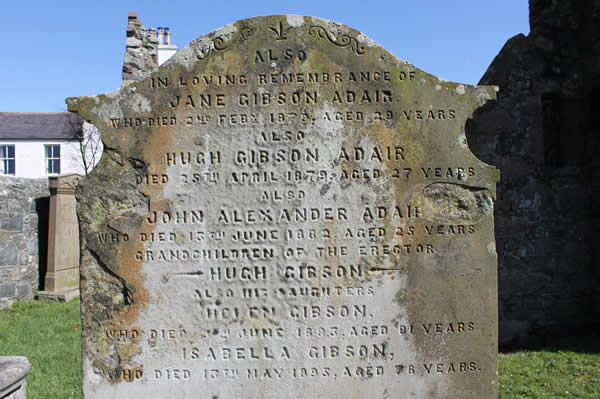 ALSO
IN LOVING REMEMBRANCE OF
JANE GIBSON ADAIR.
WHO DIED 2ND FEBY 1872, AGED 29 YEARS
ALSO
HUGH GIBSON ADAIR
DIED 25TH APRIL 1879, AGED 27 YEARS.
ALSO
JOHN ALEXANDER ADAIR
WHO DIED 13TH JUNE 1882, AGED 25 YEARS
GRANDCHILDREN OF THE ERECTOR
HUGH GIBSON
ALSO HIS DAUGHTERS
HELEN GIBSON.
WHO DIED JUNE 1893, AGED 91 YEARS
ISABELLA GIBSON,
WHO DIED 13TH MAY 1895, AGED 76 YEARS.